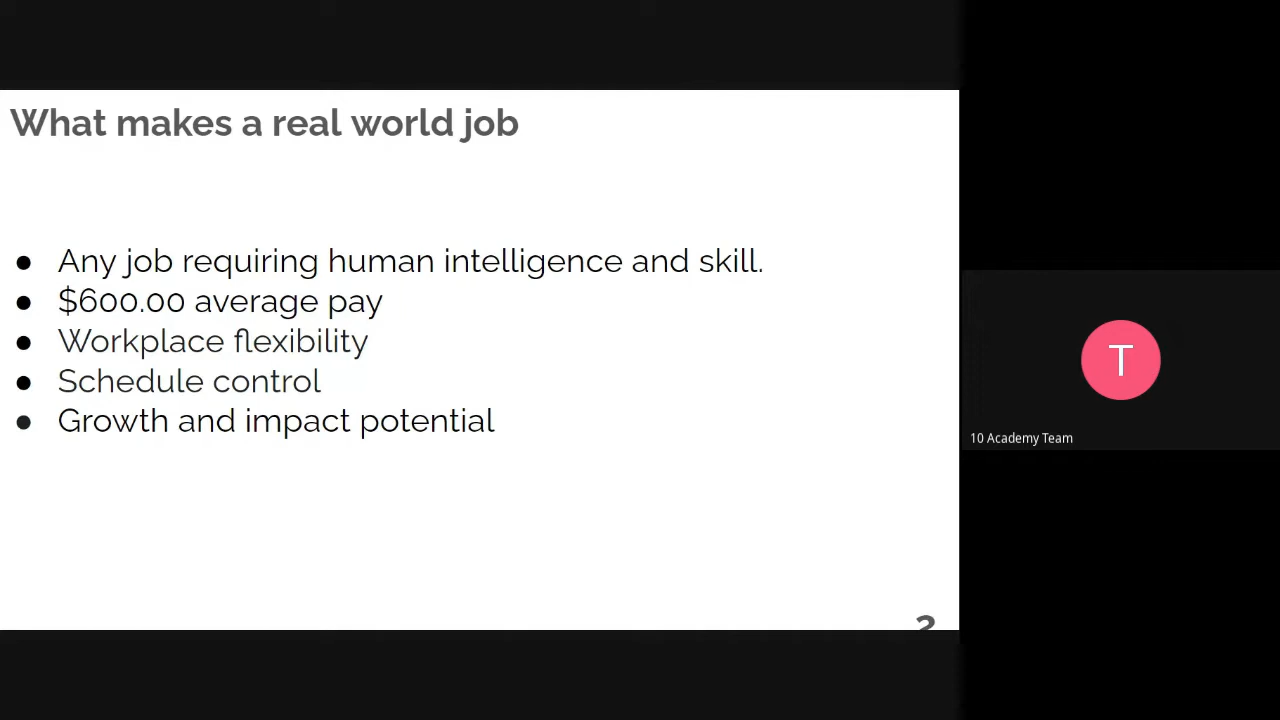 What makes a real world job
● Any job requiring human intelligence and skill.
● $600.00 average pay
● Workplace flexibility
● Schedule control
● Growth and impact potential
T
10 Academy Team